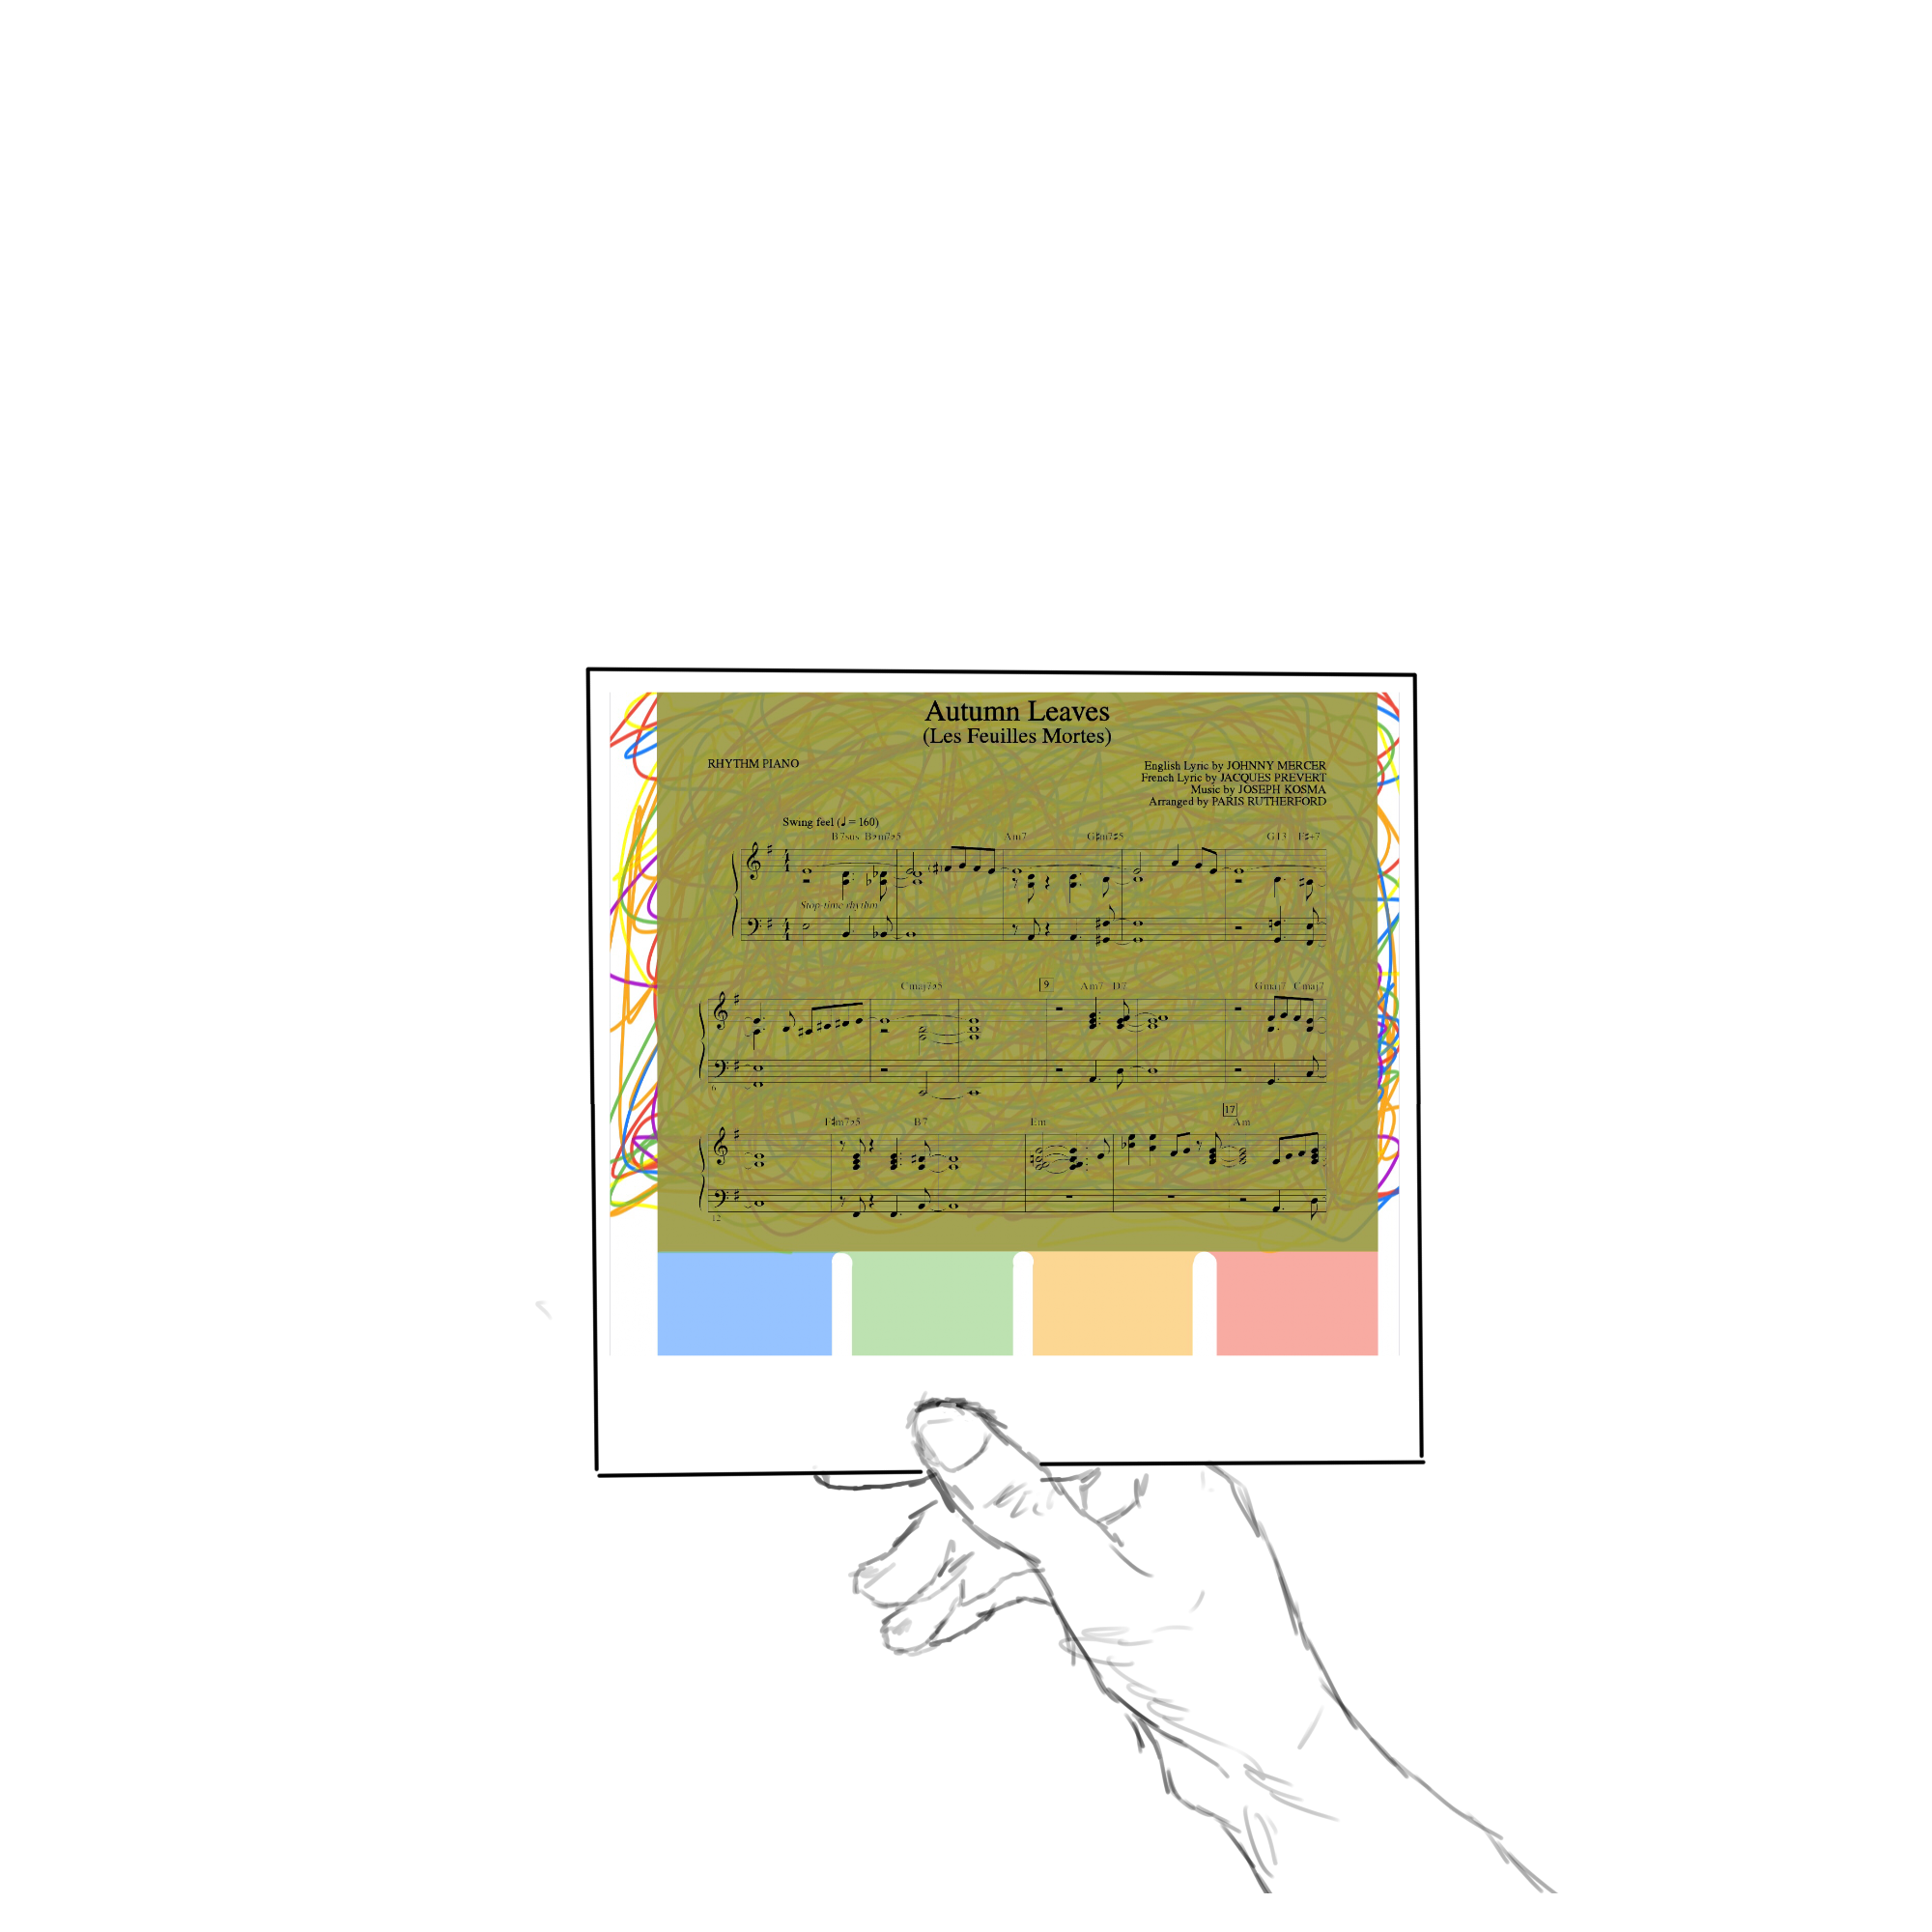 Autumn Leaves
(Les Feuilles Mortes)
RHYTHM PIANO
English Lyric by JOHNNY MERCER
French Lyric by JACQUES PREVERT
Music by JOSEPH KOSMA
Arranged by PARIS RUTHERFORD
Swing feel (♩ = 160)
B7sus B♭m7♭5 Am7 G♯m7♯5 G13 F♯+7
Stop-time rhythm
Cmaj7♭5 9 Am7 D7 Gmaj7 Cmaj7
6
F♯m7♭5 B7 Em 17 Am
12